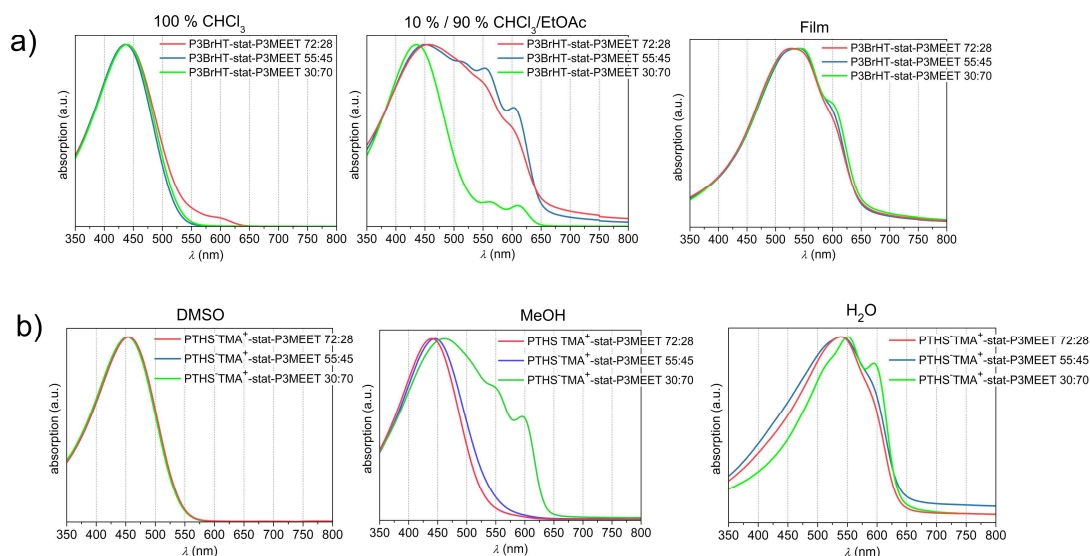 a)
100 % CHCl3
P3BrHT-stat-P3MEET 72:28
P3BrHT-stat-P3MEET 55:45
P3BrHT-stat-P3MEET 30:70
absorption (a.u.)
350 400 450 500 550 600 650 700 750 800
λ (nm)
10 % / 90 % CHCl3/EtOAc
P3BrHT-stat-P3MEET 72:28
P3BrHT-stat-P3MEET 55:45
P3BrHT-stat-P3MEET 30:70
absorption (a.u.)
350 400 450 500 550 600 650 700 750 800
λ (nm)
Film
P3BrHT-stat-P3MEET 72:28
P3BrHT-stat-P3MEET 55:45
P3BrHT-stat-P3MEET 30:70
absorption (a.u.)
350 400 450 500 550 600 650 700 750 800
λ (nm)
b)
DMSO
PTHS-TMA+-stat-P3MEET 72:28
PTHS-TMA+-stat-P3MEET 55:45
PTHS-TMA+-stat-P3MEET 30:70
absorption (a.u.)
350 400 450 500 550 600 650 700 750 800
λ (nm)
MeOH
PTHS-TMA+-stat-P3MEET 72:28
PTHS-TMA+-stat-P3MEET 55:45
PTHS-TMA+-stat-P3MEET 30:70
absorption (a.u.)
350 400 450 500 550 600 650 700 750 800
λ (nm)
H2O
PTHS-TMA+-stat-P3MEET 72:28
PTHS-TMA+-stat-P3MEET 55:45
PTHS-TMA+-stat-P3MEET 30:70
absorption (a.u.)
350 400 450 500 550 600 650 700 750 800
λ (nm)